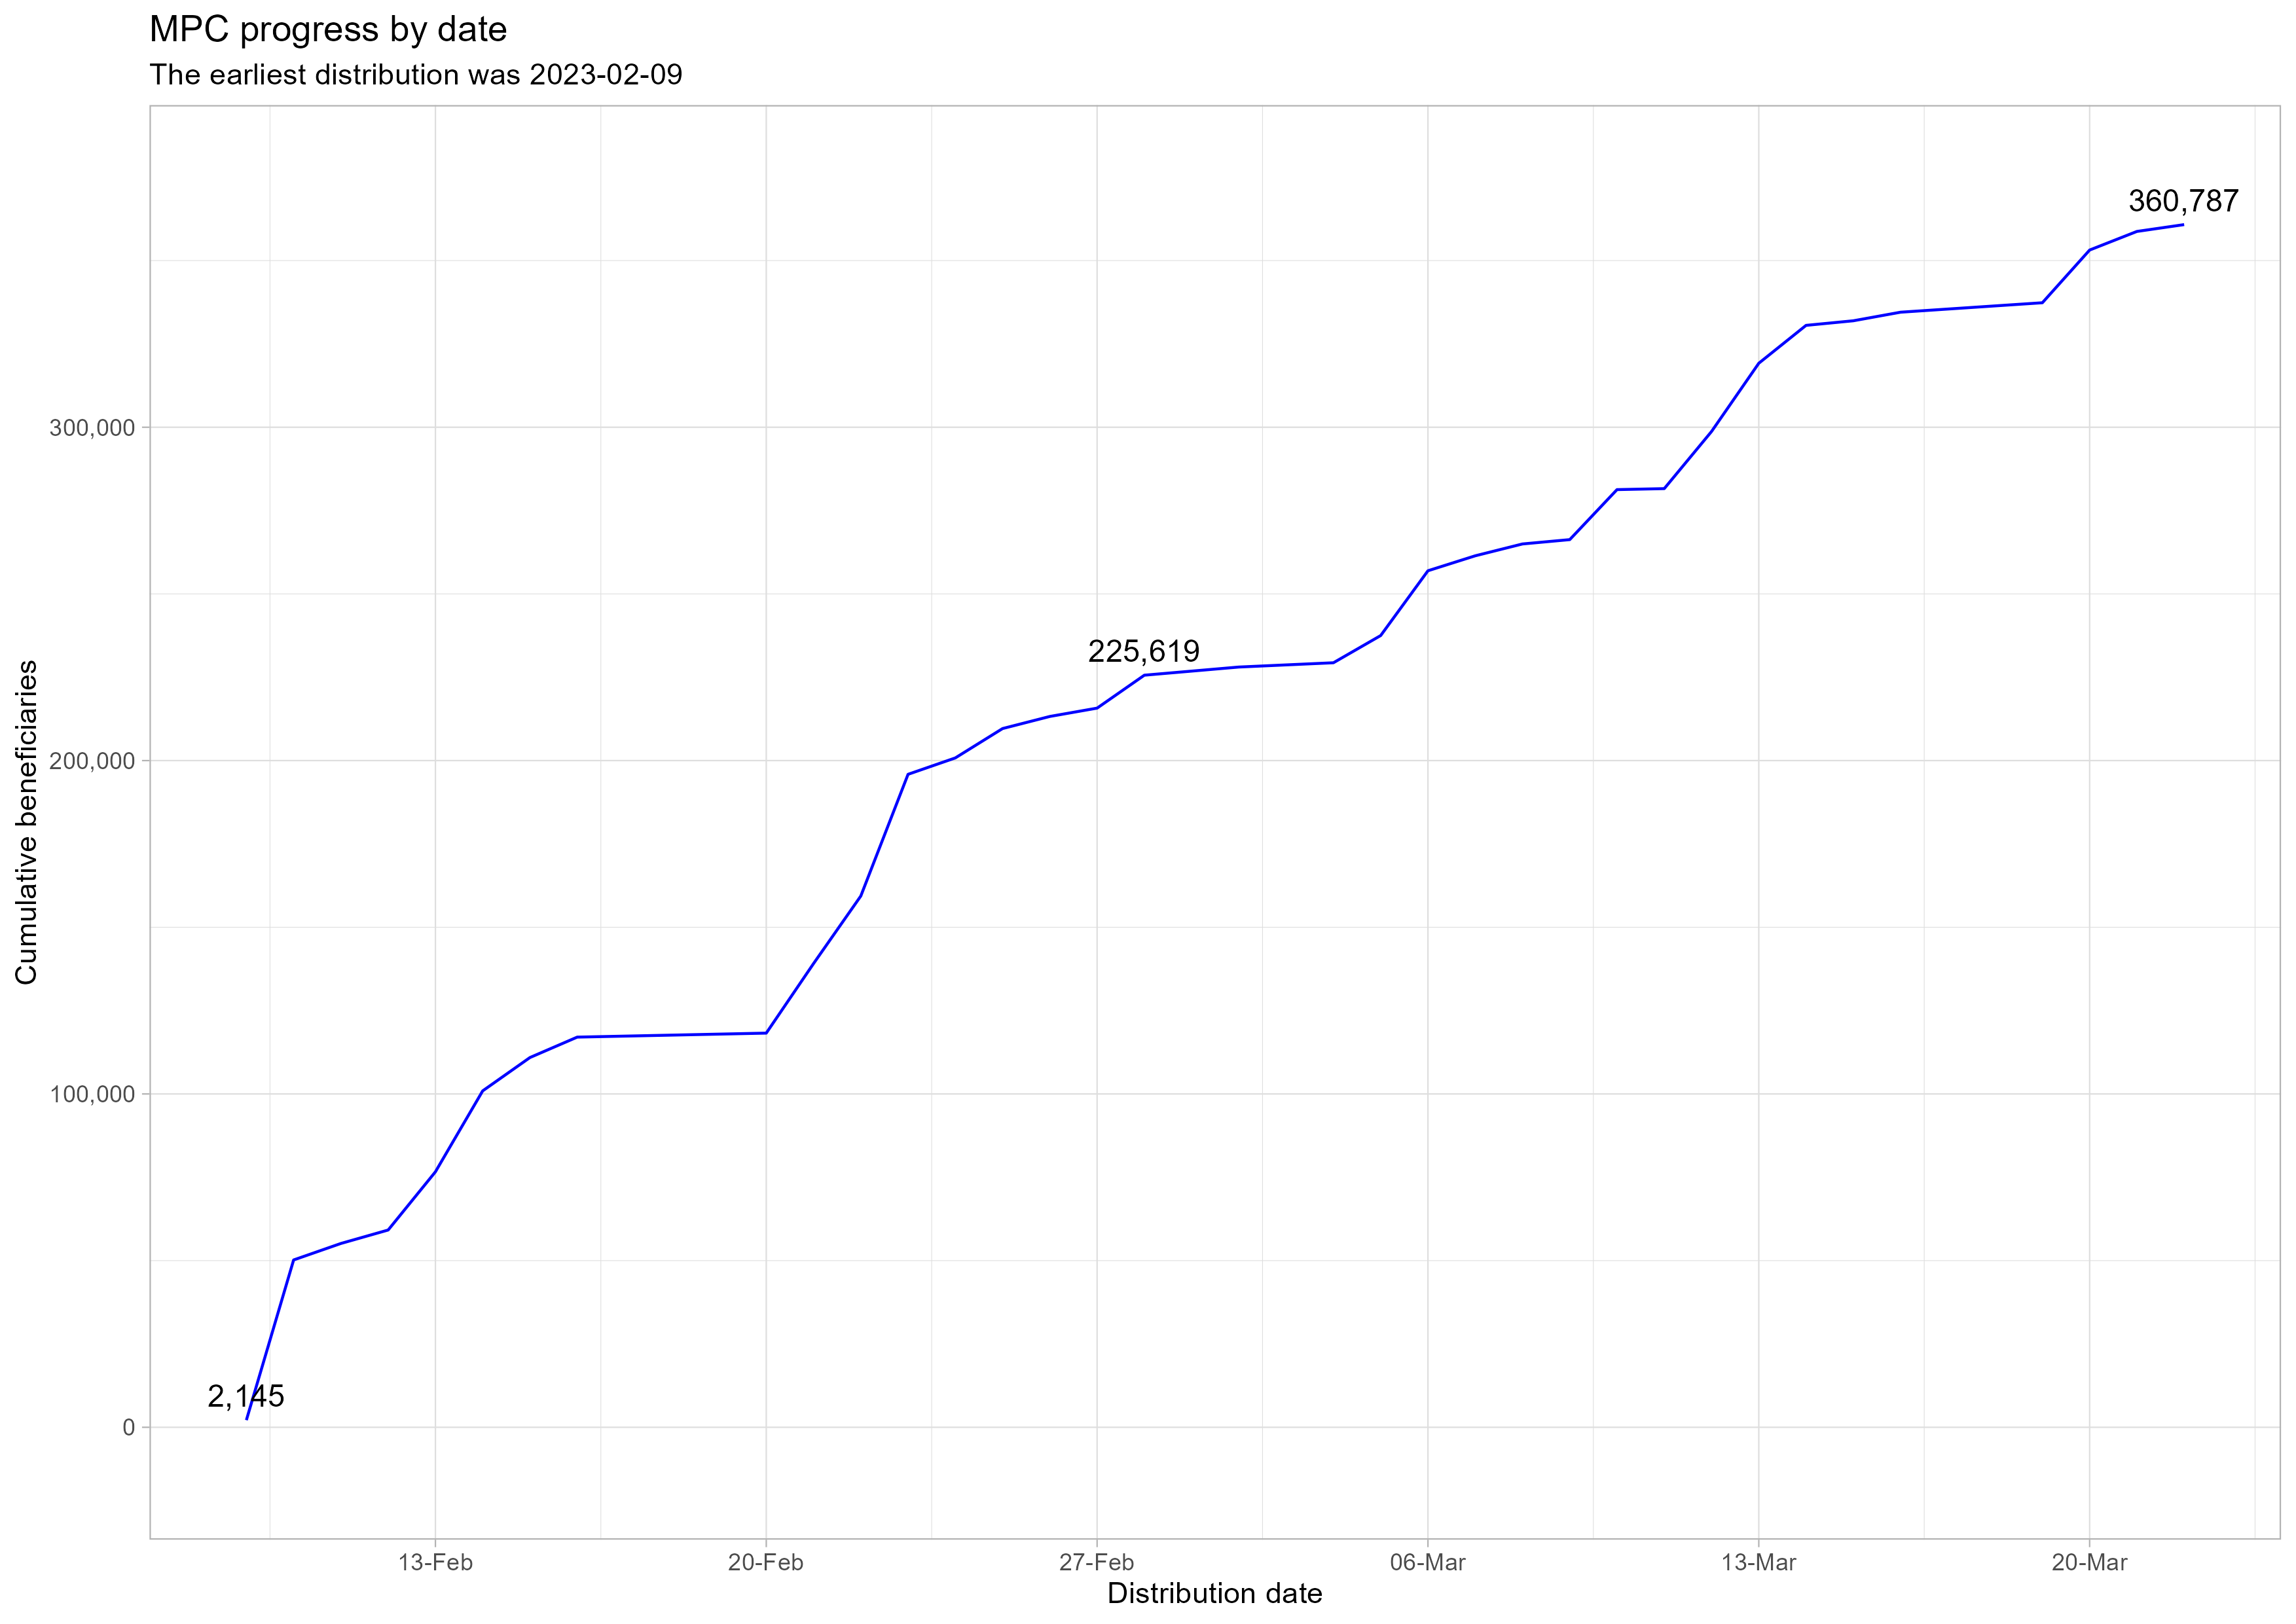 MPC progress by date
The earliest distribution was 2023-02-09
360,787
300,000
225,619
200,000
100,000
2,145
0
Cumulative beneficiaries
13-Feb 20-Feb 27-Feb 06-Mar 13-Mar 20-Mar
Distribution date